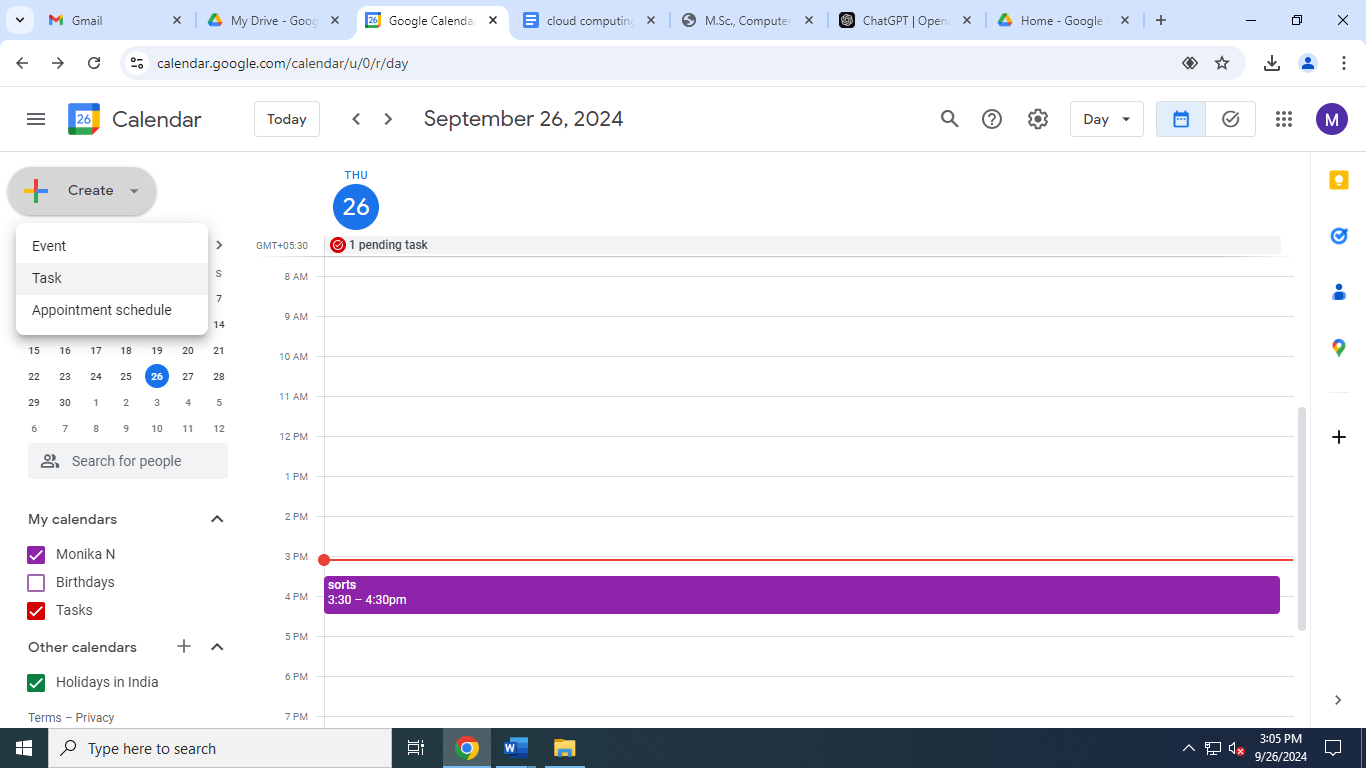 Gmail
My Drive - Goog
Google Calenda
cloud computing
M.Sc., Computer
ChatGPT | OpenA
Home - Google
calendar.google.com/calendar/u/0/r/day
26
Calendar
Today
September 26, 2024
Day
M
Create
THU
26
Event
GMT+05:30
1 pending task
Task
S
Appointment schedule
7
14
15 16 17 18 19 20 21
22 23 24 25 26 27 28
29 30 1 2 3 4 5
6 7 8 9 10 11 12
Search for people
My calendars
Monika N
Birthdays
Tasks
Other calendars
Holidays in India
Terms – Privacy
8 AM
9 AM
10 AM
11 AM
12 PM
1 PM
2 PM
3 PM
sorts
3:30 – 4:30pm
4 PM
5 PM
6 PM
7 PM
Type here to search
3:05 PM
9/26/2024